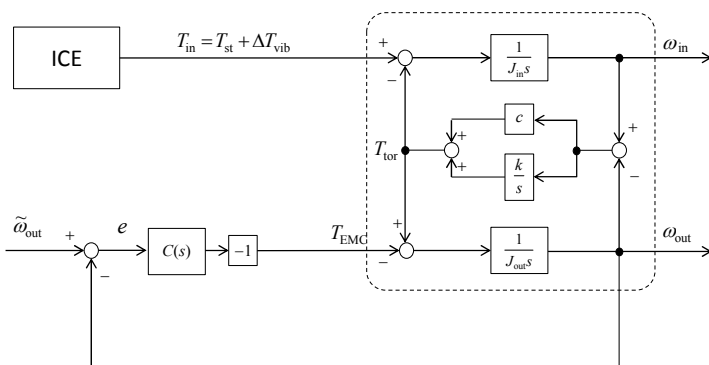 ICE
T_in = T_st + ΔT_vib
+
−
1
J_in s
ω_in
c
+
+
k
s
T_tor
+
−
ω̃_out
+
−
e
C(s)
−1
T_EMC
+
−
1
J_out s
ω_out